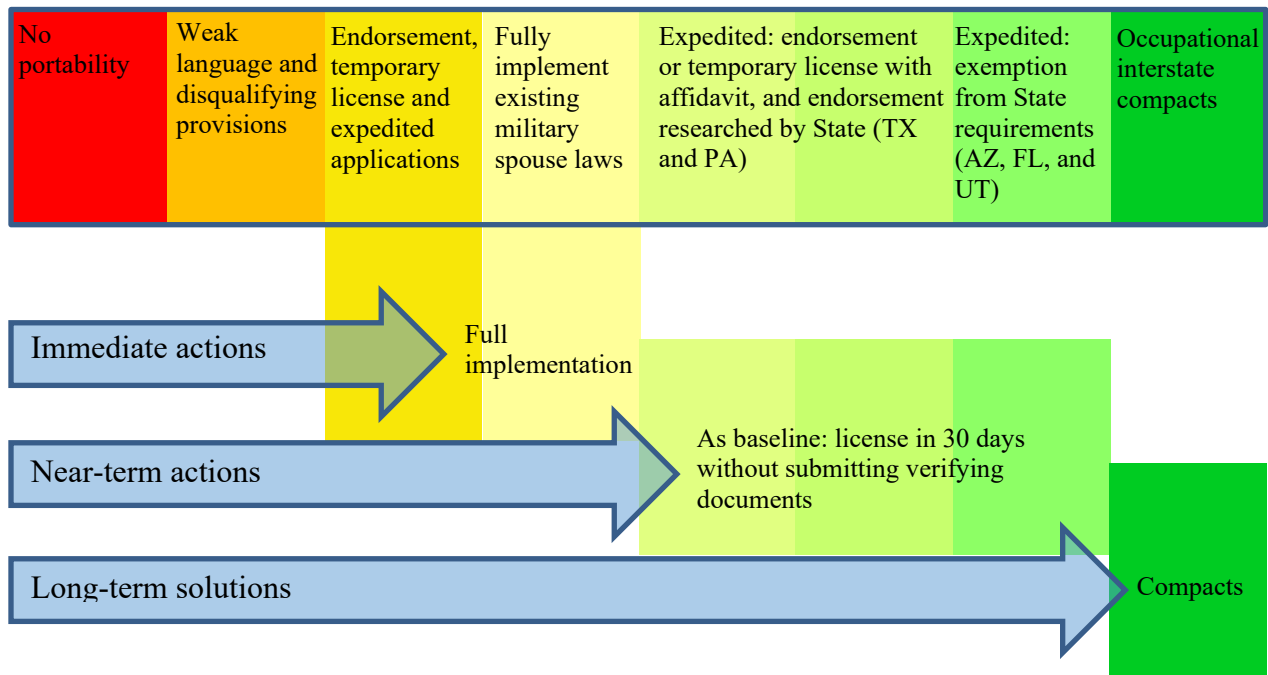 No
portability
Weak
language and
disqualifying
provisions
Endorsement,
temporary
license and
expedited
applications
Fully
implement
existing
military
spouse laws
Expedited: endorsement
or temporary license with
affidavit, and endorsement
researched by State (TX
and PA)
Expedited:
exemption
from State
requirements
(AZ, FL, and
UT)
Occupational
interstate
compacts
Immediate actions
Full
implementation
Near-term actions
As baseline: license in 30 days
without submitting verifying
documents
Long-term solutions
Compacts